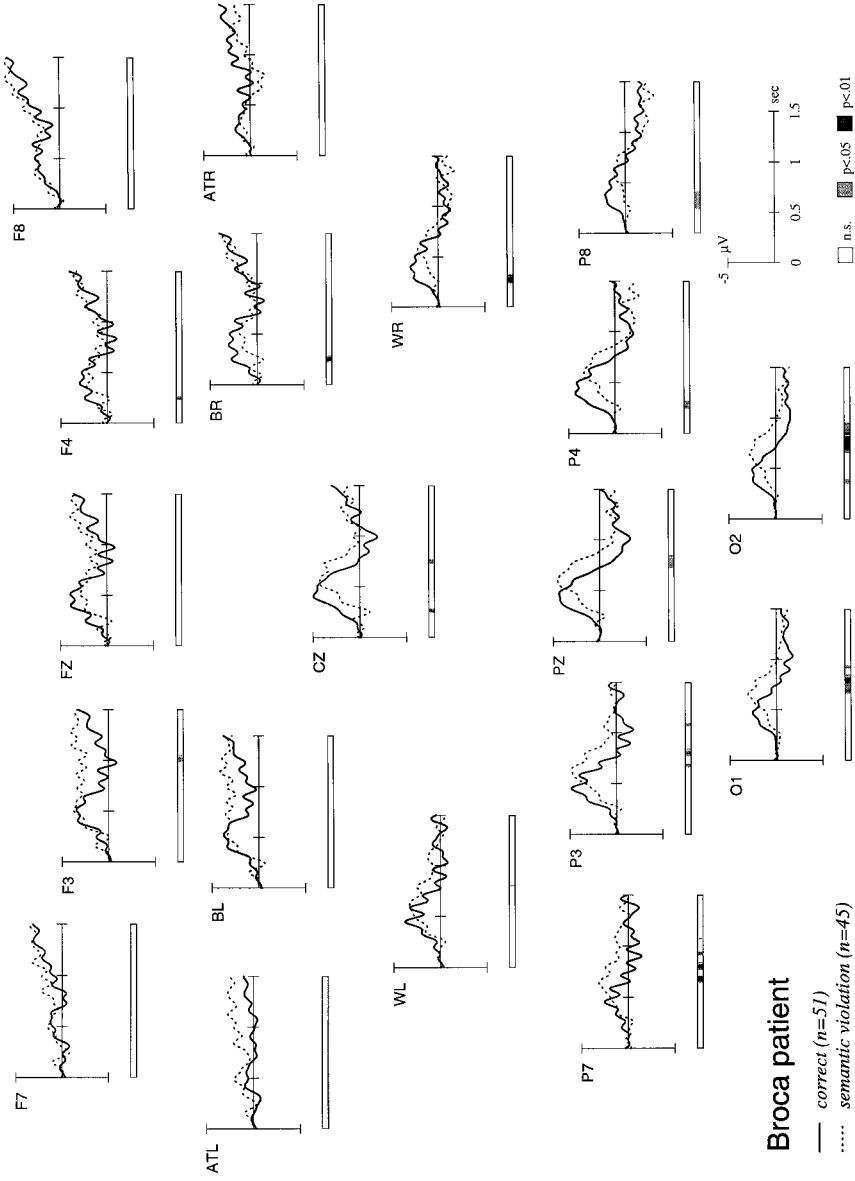 F7
F3
FZ
F4
F8
ATL
BL
BR
ATR
CZ
WL
WR
P7
P3
PZ
P4
P8
O1
O2
Broca patient
correct (n=51)
semantic violation (n=45)
-5 µV
0 0.5 1 1.5 sec
n.s. p<.05 p<.01